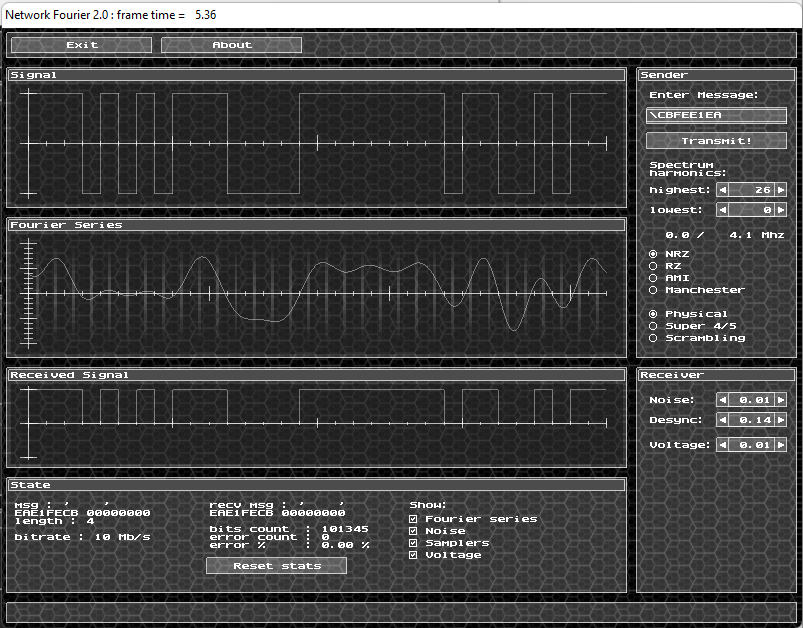 Network Fourier 2.0 : frame time = 5.36
Exit
About
Signal
Fourier Series
Received Signal
State
msg : '    '
EAE1FECB 00000000
length : 4
bitrate : 10 Mb/s
recv msg : '    '
EAE1FECB 00000000
bits count : 101345
error count : 0
error % : 0.00 %
Reset stats
Show:
Fourier series
Noise
Samplers
Voltage
Sender
Enter Message:
\CBFEE1EA
Transmit!
Spectrum
harmonics:
highest: 26
lowest: 0
0.0 / 4.1 Mhz
NRZ
RZ
AMI
Manchester
Physical
Super 4/5
Scrambling
Receiver
Noise: 0.01
Desync: 0.14
Voltage: 0.01